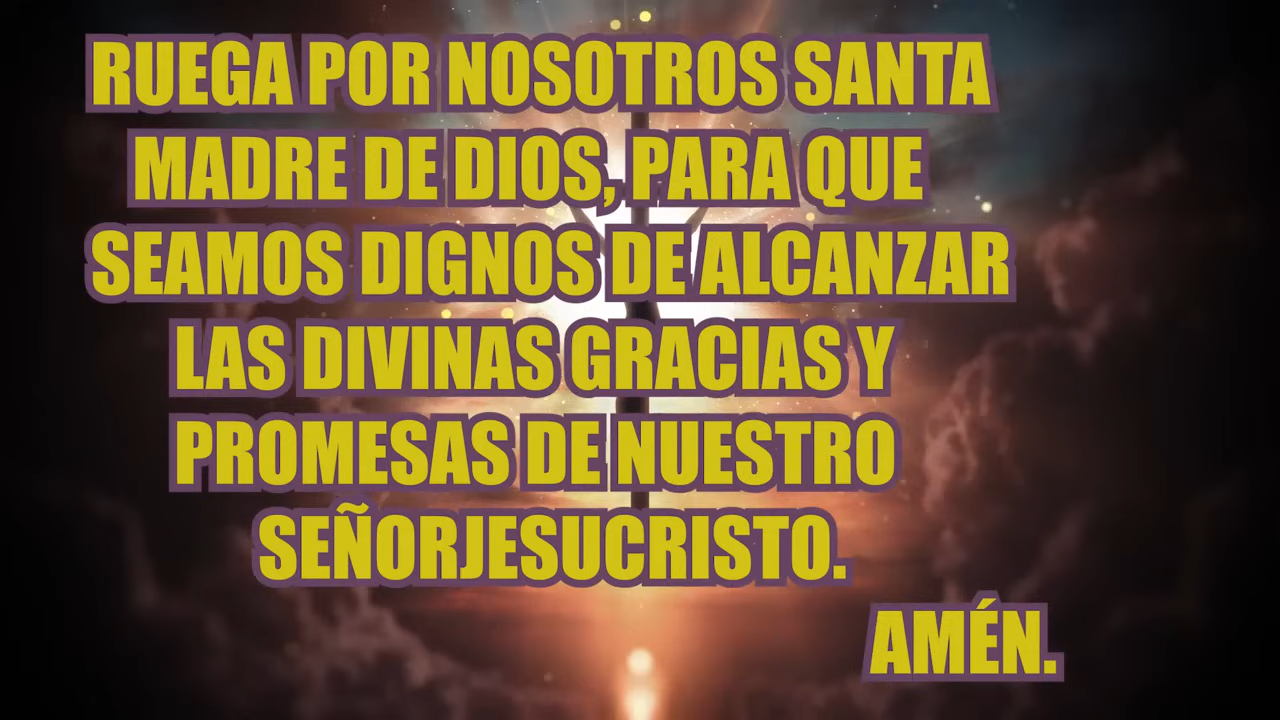 RUEGA POR NOSOTROS SANTA
MADRE DE DIOS, PARA QUE
SEAMOS DIGNOS DE ALCANZAR
LAS DIVINAS GRACIAS Y
PROMESAS DE NUESTRO
SEÑORJESUCRISTO.
AMÉN.